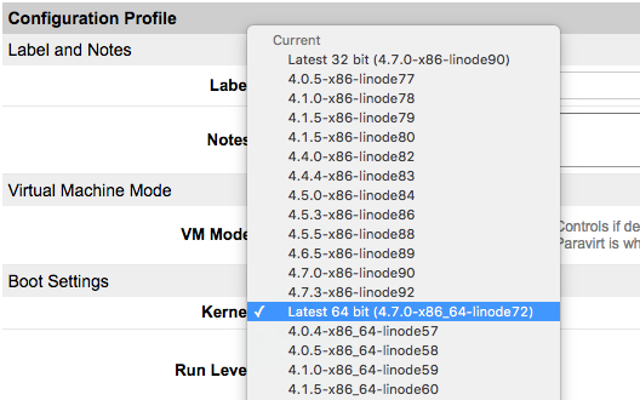 Configuration Profile
Label and Notes
Labe
Notes
Virtual Machine Mode
VM Mode
Controls if de
Paravirt is wh
Boot Settings
Kerne
Run Leve
Current
Latest 32 bit (4.7.0-x86-linode90)
4.0.5-x86-linode77
4.1.0-x86-linode78
4.1.5-x86-linode79
4.1.5-x86-linode80
4.4.0-x86-linode82
4.4.4-x86-linode83
4.5.0-x86-linode84
4.5.3-x86-linode86
4.5.5-x86-linode88
4.6.5-x86-linode89
4.7.0-x86-linode90
4.7.3-x86-linode92
✓ Latest 64 bit (4.7.0-x86_64-linode72)
4.0.4-x86_64-linode57
4.0.5-x86_64-linode58
4.1.0-x86_64-linode59
4.1.5-x86_64-linode60